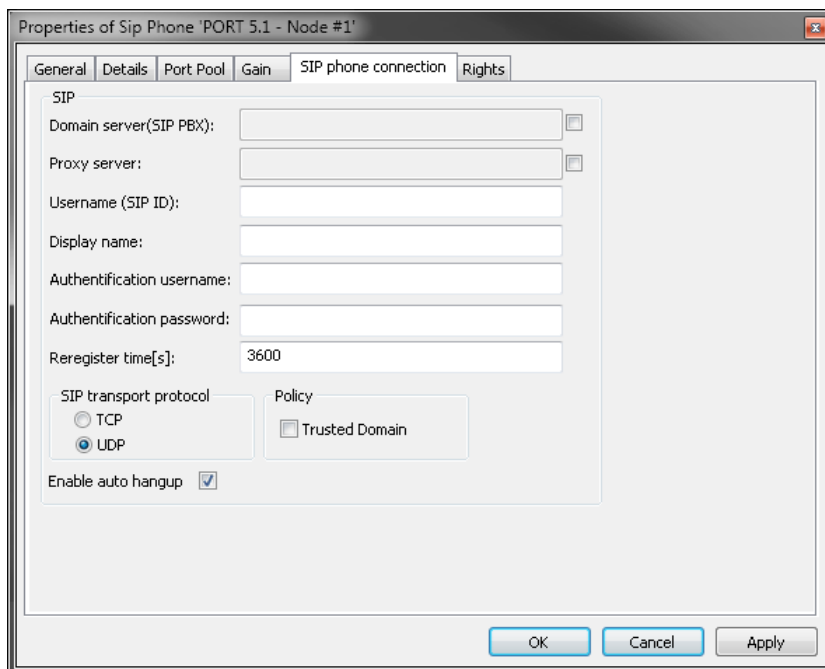 Properties of Sip Phone 'PORT 5.1 - Node #1'
General Details Port Pool Gain SIP phone connection Rights
SIP
Domain server(SIP PBX):
Proxy server:
Username (SIP ID):
Display name:
Authentification username:
Authentification password:
Reregister time[s]: 3600
SIP transport protocol Policy
TCP
Trusted Domain
UDP
Enable auto hangup
OK Cancel Apply